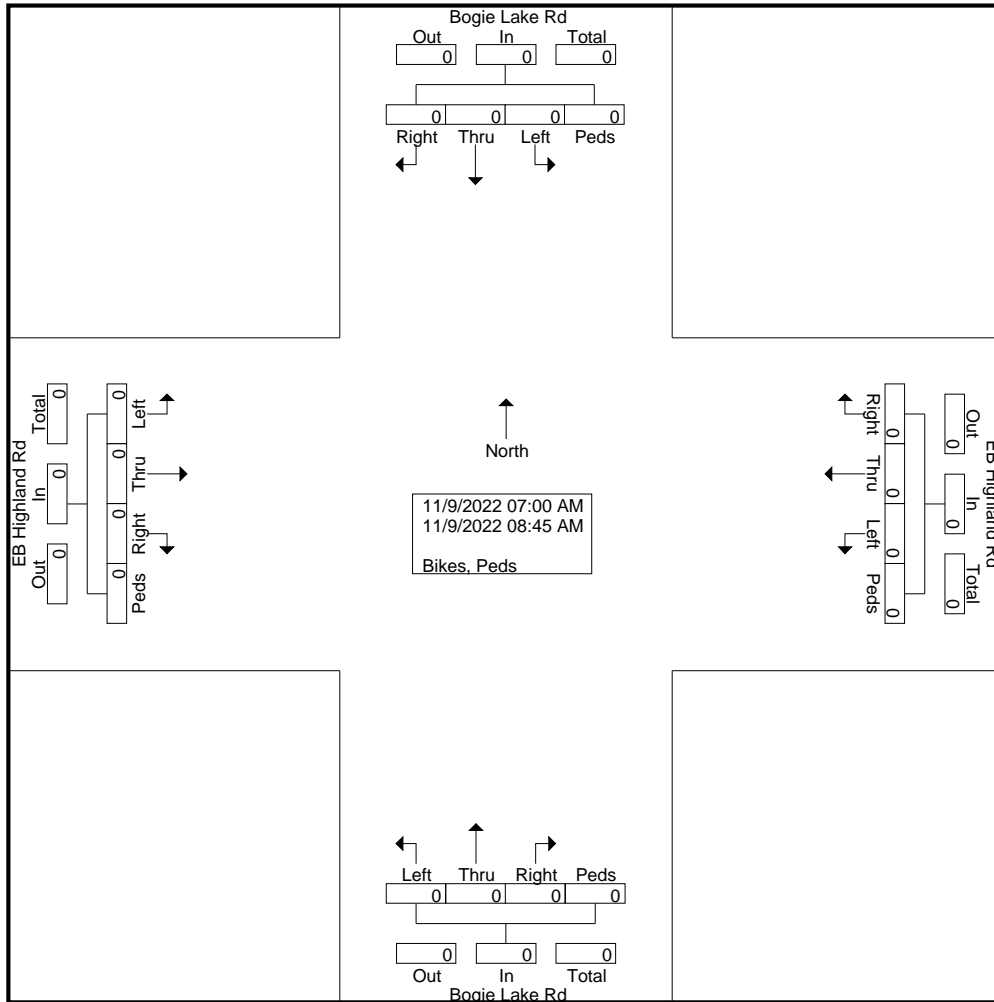 Bogie Lake Rd
Out In Total
0 0 0
0 0 0 0
Right Thru Left Peds
EB Highland Rd
Total In Out
0 0 0
0 0 0 0
Left Thru Right Peds
North
11/9/2022 07:00 AM
11/9/2022 08:45 AM
Bikes, Peds
Right Thru Left Peds
0 0 0 0
0 0 0
Out In Total
EB Highland Rd
Left Thru Right Peds
0 0 0 0
0 0 0
Out In Total
Bogie Lake Rd